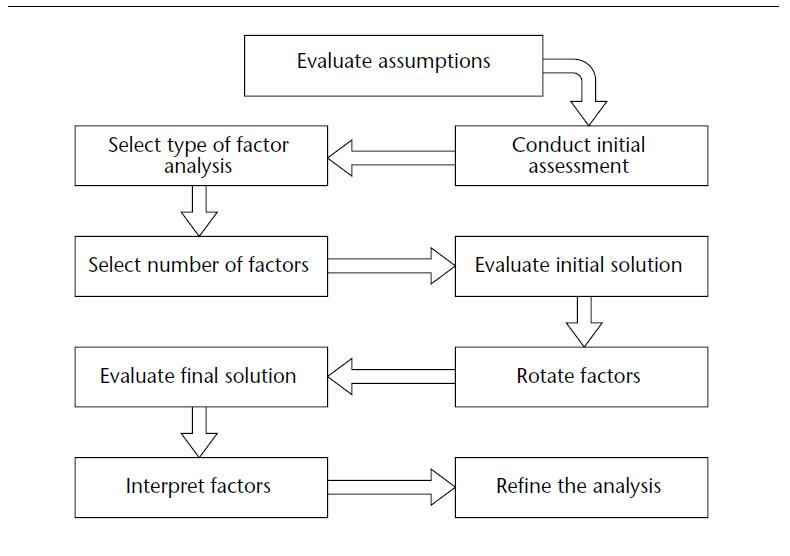 Evaluate assumptions
Conduct initial
assessment
Select type of factor
analysis
Select number of factors
Evaluate initial solution
Rotate factors
Evaluate final solution
Interpret factors
Refine the analysis